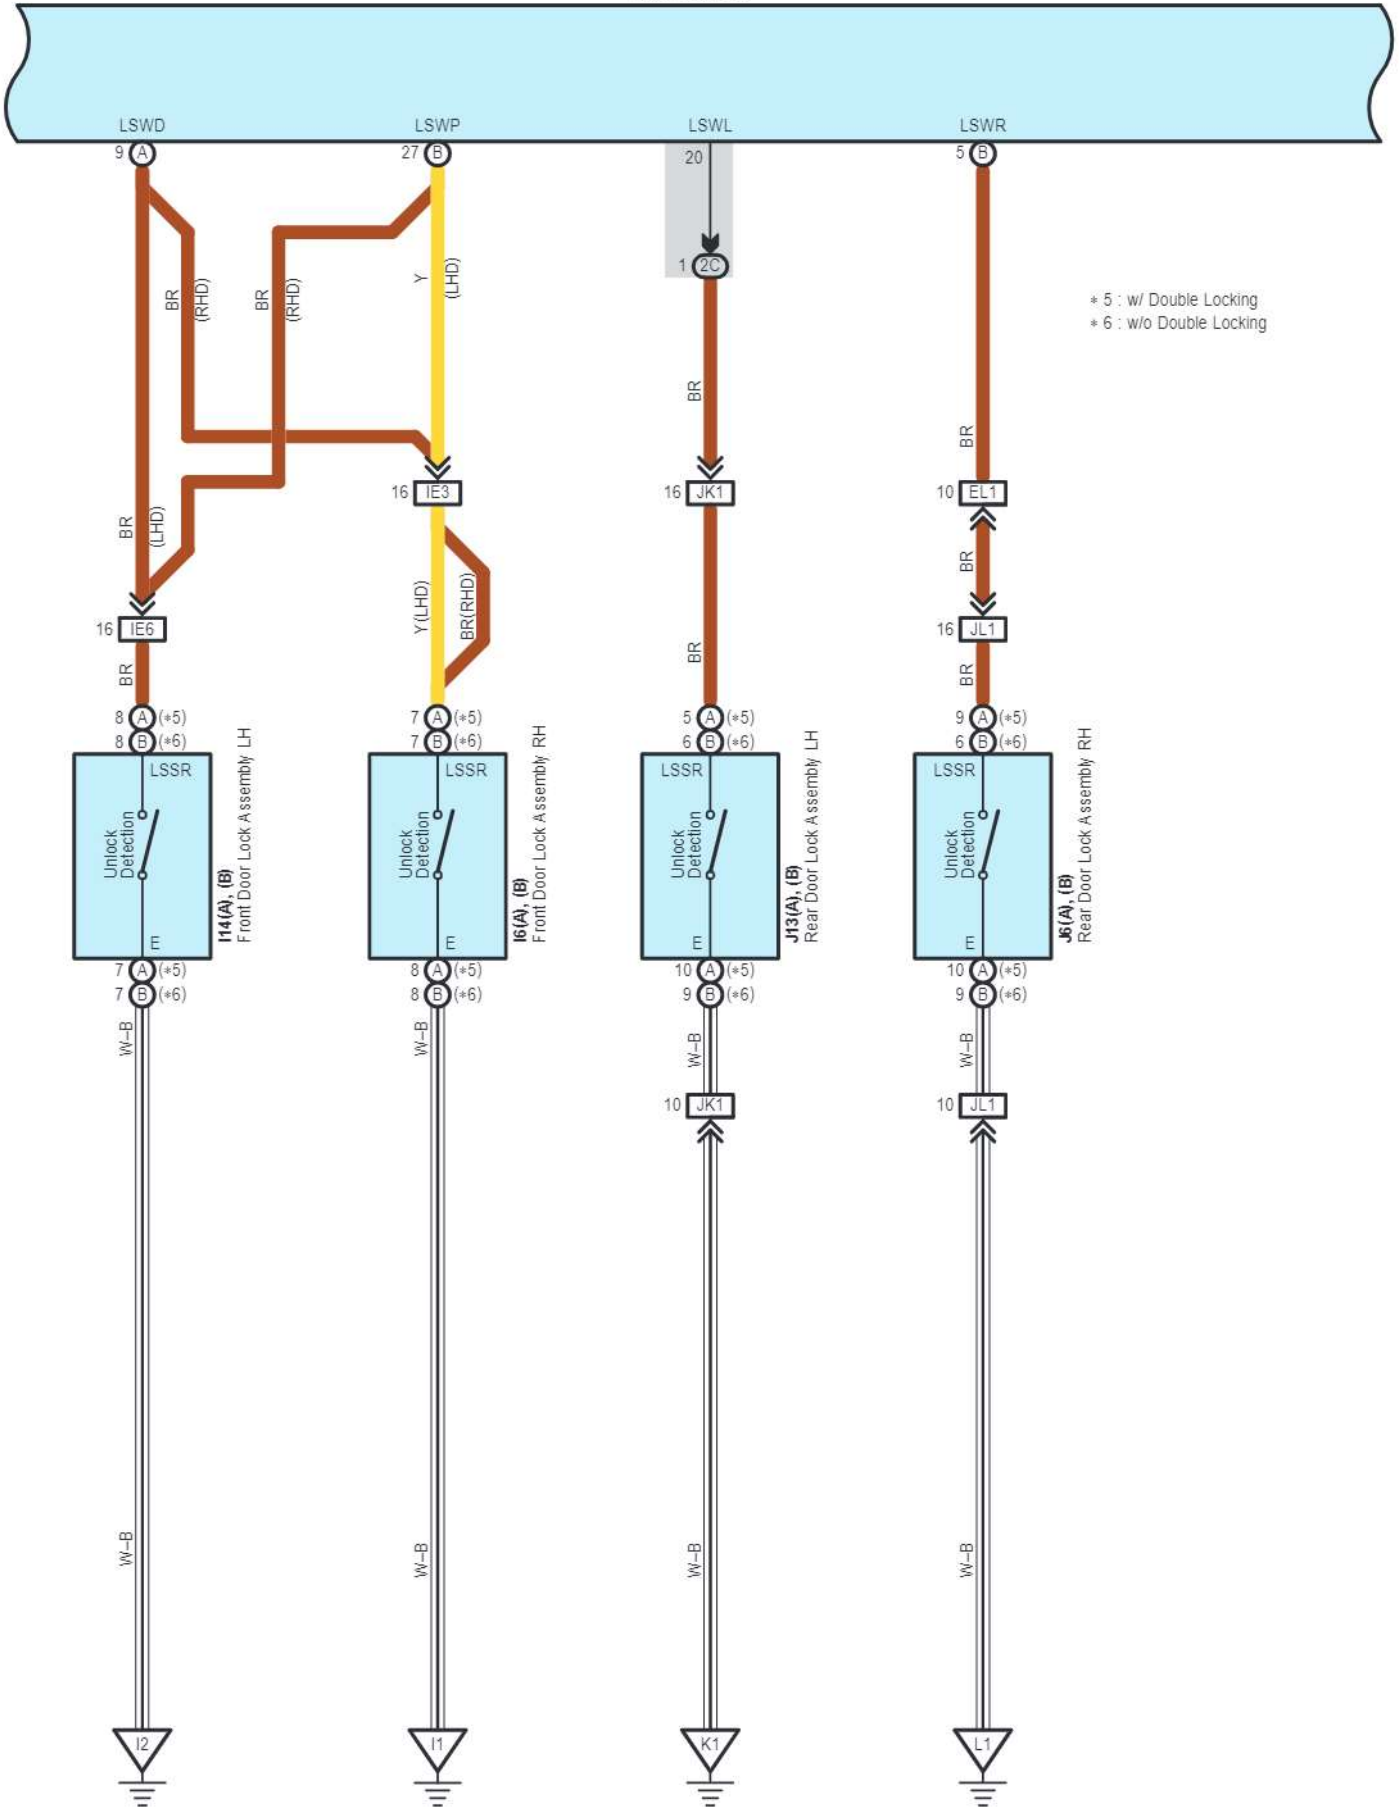 LSWD
LSWP
LSWL
LSWR
9 A
27 B
20
5 B
1 2C
BR
(RHD)
BR
(RHD)
Y
(LHD)
∗ 5 : w/ Double Locking
∗ 6 : w/o Double Locking
BR
BR
16 IE3
16 JK1
10 EL1
BR
(LHD)
BR
Y(LHD)
BR(RHD)
16 IE6
16 JL1
BR
BR
BR
8 A (∗5)
7 A (∗5)
5 A (∗5)
9 A (∗5)
8 B (∗6)
7 B (∗6)
6 B (∗6)
6 B (∗6)
LSSR
LSSR
LSSR
LSSR
Unlock
Detection
I14(A), (B)
Front Door Lock Assembly LH
Unlock
Detection
I6(A), (B)
Front Door Lock Assembly RH
Unlock
Detection
J13(A), (B)
Rear Door Lock Assembly LH
Unlock
Detection
J6(A), (B)
Rear Door Lock Assembly RH
E
E
E
E
7 A (∗5)
8 A (∗5)
10 A (∗5)
10 A (∗5)
7 B (∗6)
8 B (∗6)
9 B (∗6)
9 B (∗6)
W–B
W–B
W–B
W–B
10 JK1
10 JL1
W–B
W–B
W–B
W–B
I2
I1
K1
L1